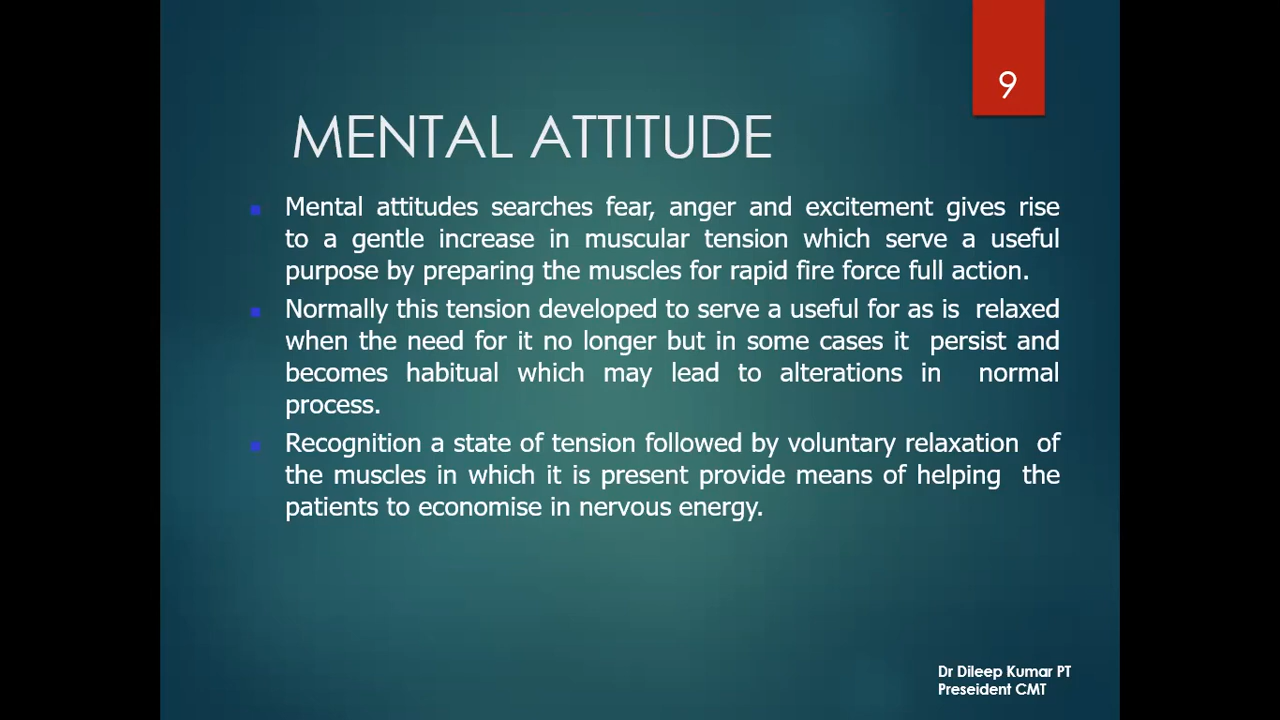 9
MENTAL ATTITUDE
Mental attitudes searches fear, anger and excitement gives rise
to a gentle increase in muscular tension which serve a useful
purpose by preparing the muscles for rapid fire force full action.
Normally this tension developed to serve a useful for as is relaxed
when the need for it no longer but in some cases it persist and
becomes habitual which may lead to alterations in normal
process.
Recognition a state of tension followed by voluntary relaxation of
the muscles in which it is present provide means of helping the
patients to economise in nervous energy.
Dr Dileep Kumar PT
Preseident CMT